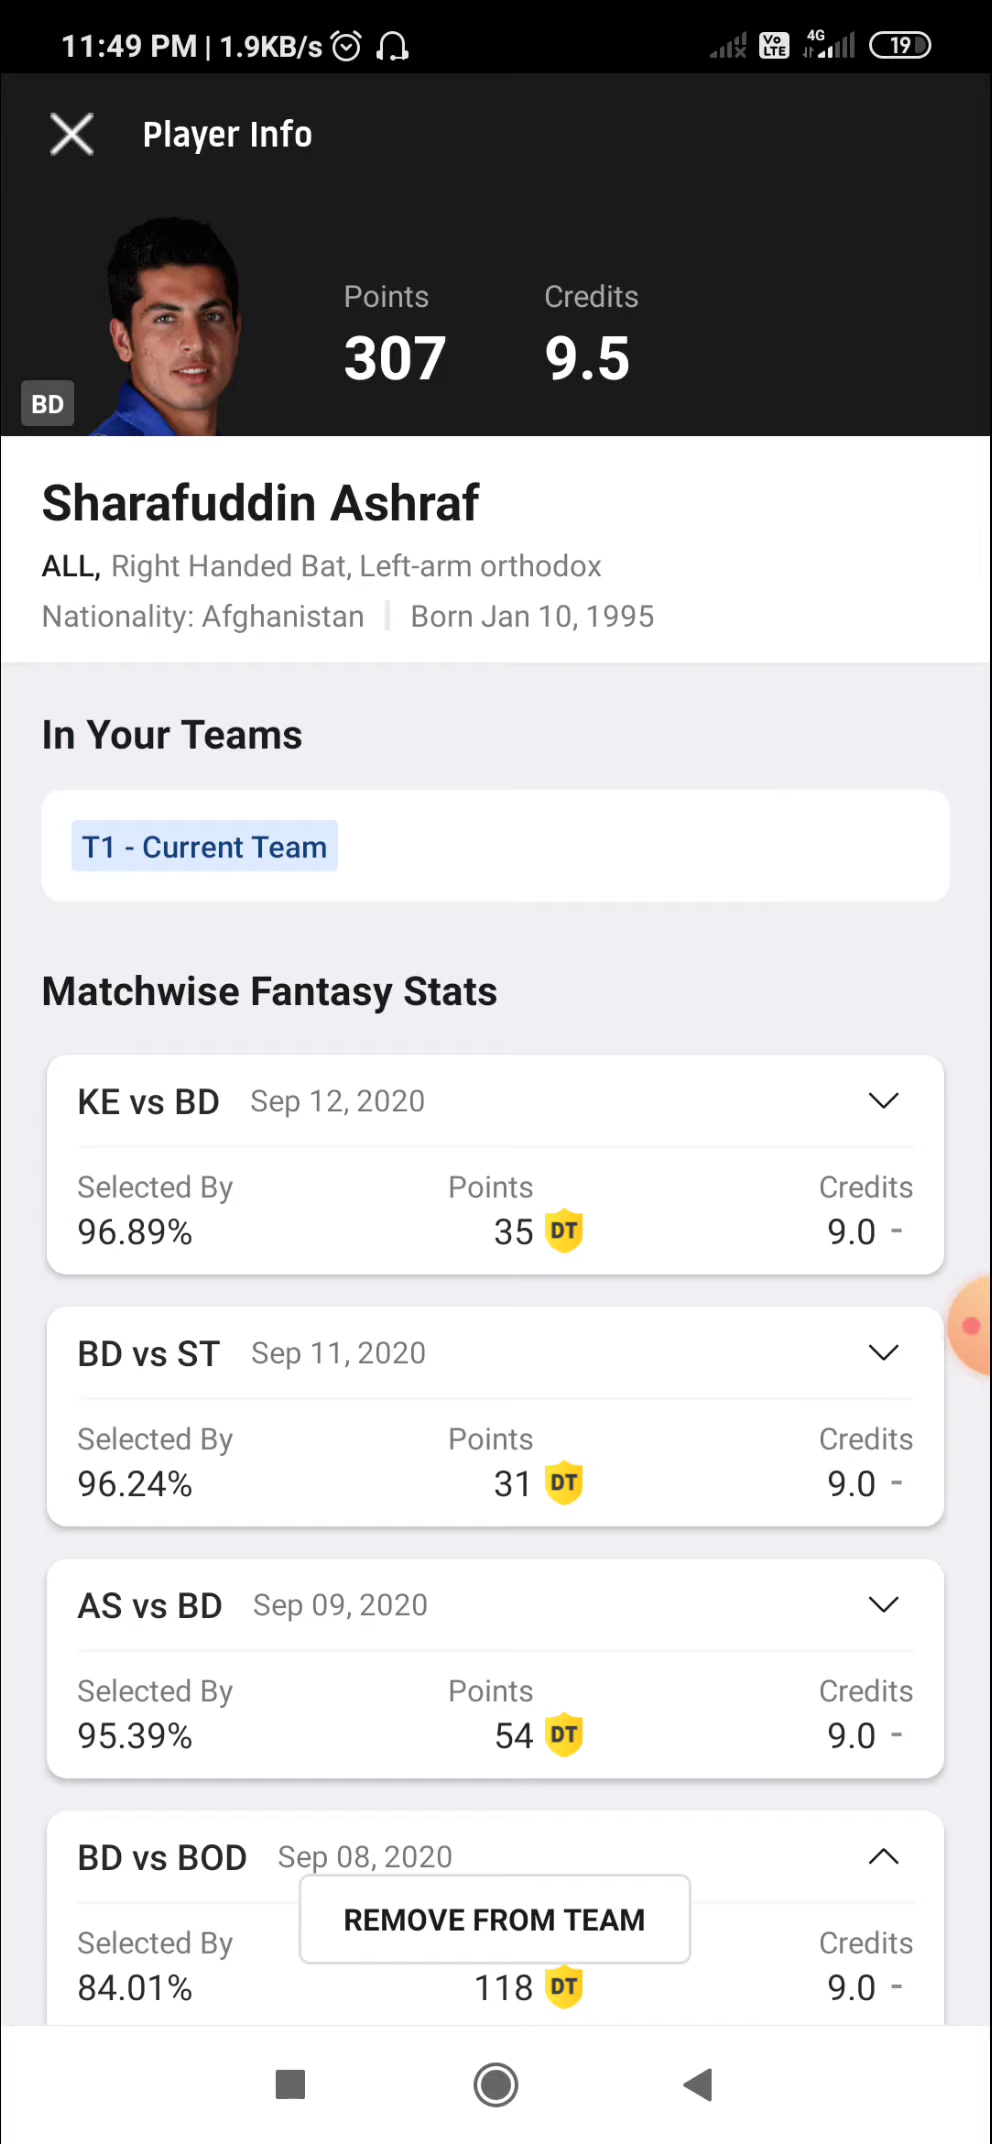 11:49 PM | 1.9KB/s
Vo LTE 4G 19
Player Info
Points Credits
307 9.5
BD
Sharafuddin Ashraf
ALL, Right Handed Bat, Left-arm orthodox
Nationality: Afghanistan | Born Jan 10, 1995
In Your Teams
T1 - Current Team
Matchwise Fantasy Stats
KE vs BD Sep 12, 2020
Selected By Points Credits
96.89% 35 DT 9.0 -
BD vs ST Sep 11, 2020
Selected By Points Credits
96.24% 31 DT 9.0 -
AS vs BD Sep 09, 2020
Selected By Points Credits
95.39% 54 DT 9.0 -
BD vs BOD Sep 08, 2020
REMOVE FROM TEAM
Selected By Credits
84.01% 118 DT 9.0 -